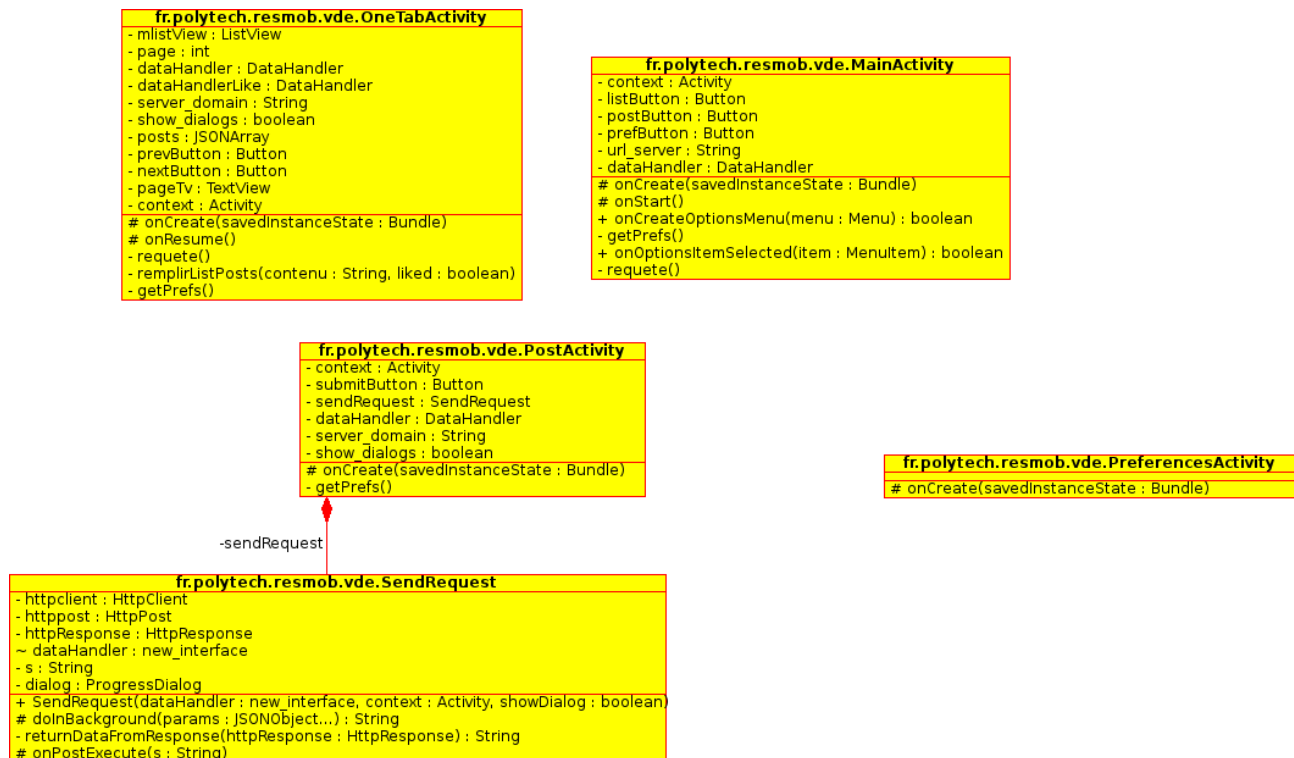 fr.polytech.resmob.vde.OneTabActivity
- mlistView : ListView
- page : int
- dataHandler : DataHandler
- dataHandlerLike : DataHandler
- server_domain : String
- show_dialogs : boolean
- posts : JSONArray
- prevButton : Button
- nextButton : Button
- pageTv : TextView
- context : Activity
# onCreate(savedInstanceState : Bundle)
# onResume()
- requete()
- remplirListPosts(contenu : String, liked : boolean)
- getPrefs()
fr.polytech.resmob.vde.MainActivity
- context : Activity
- listButton : Button
- postButton : Button
- prefButton : Button
- url_server : String
- dataHandler : DataHandler
# onCreate(savedInstanceState : Bundle)
# onStart()
+ onCreateOptionsMenu(menu : Menu) : boolean
- getPrefs()
+ onOptionsItemSelected(item : MenuItem) : boolean
- requete()
fr.polytech.resmob.vde.PostActivity
- context : Activity
- submitButton : Button
- sendRequest : SendRequest
- dataHandler : DataHandler
- server_domain : String
- show_dialogs : boolean
# onCreate(savedInstanceState : Bundle)
- getPrefs()
fr.polytech.resmob.vde.PreferencesActivity
# onCreate(savedInstanceState : Bundle)
-sendRequest
fr.polytech.resmob.vde.SendRequest
- httpclient : HttpClient
- httppost : HttpPost
- httpResponse : HttpResponse
~ dataHandler : new_interface
- s : String
- dialog : ProgressDialog
+ SendRequest(dataHandler : new_interface, context : Activity, showDialog : boolean)
# doInBackground(params : JSONObject...) : String
- returnDataFromResponse(httpResponse : HttpResponse) : String
# onPostExecute(s : String)